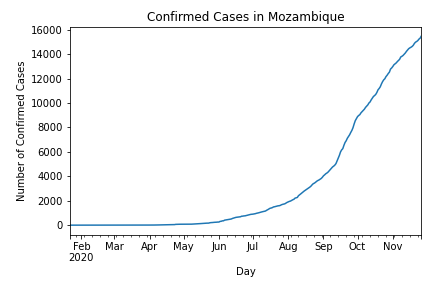 Confirmed Cases in Mozambique
Number of Confirmed Cases
16000
14000
12000
10000
8000
6000
4000
2000
0
Feb Mar Apr May Jun Jul Aug Sep Oct Nov
2020
Day